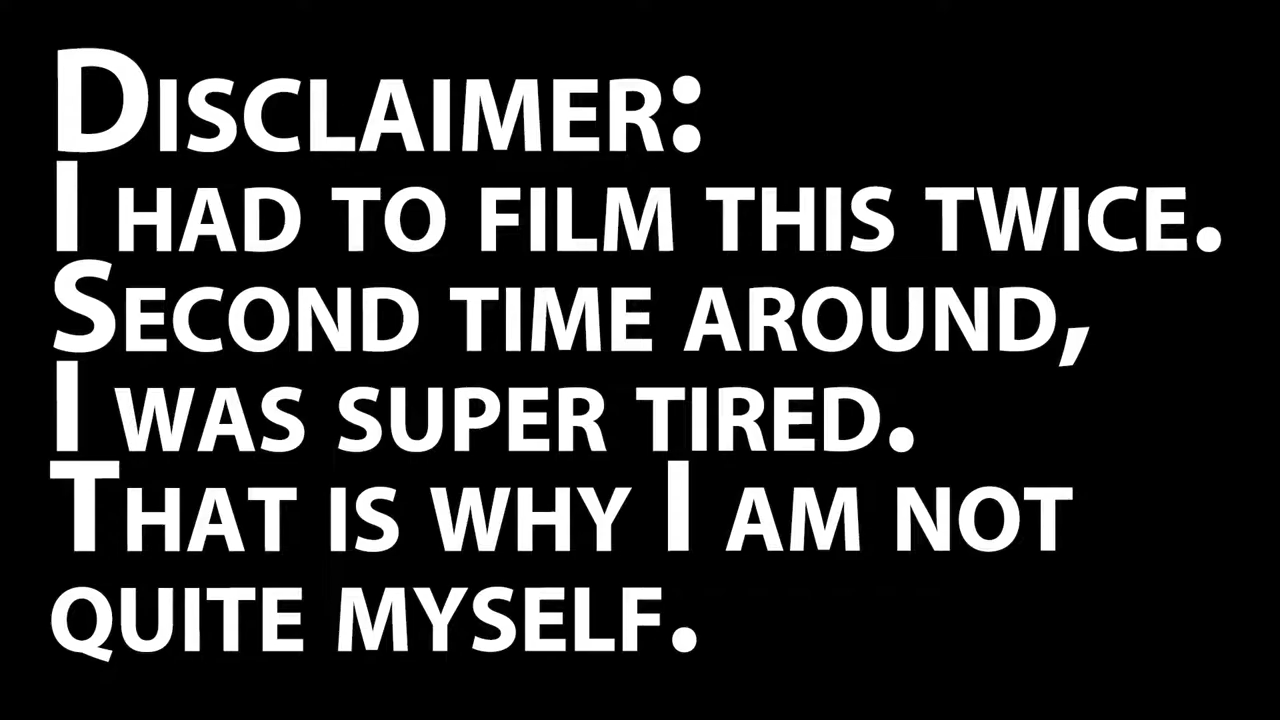 Disclaimer:
I had to film this twice.
Second time around,
I was super tired.
That is why I am not
quite myself.